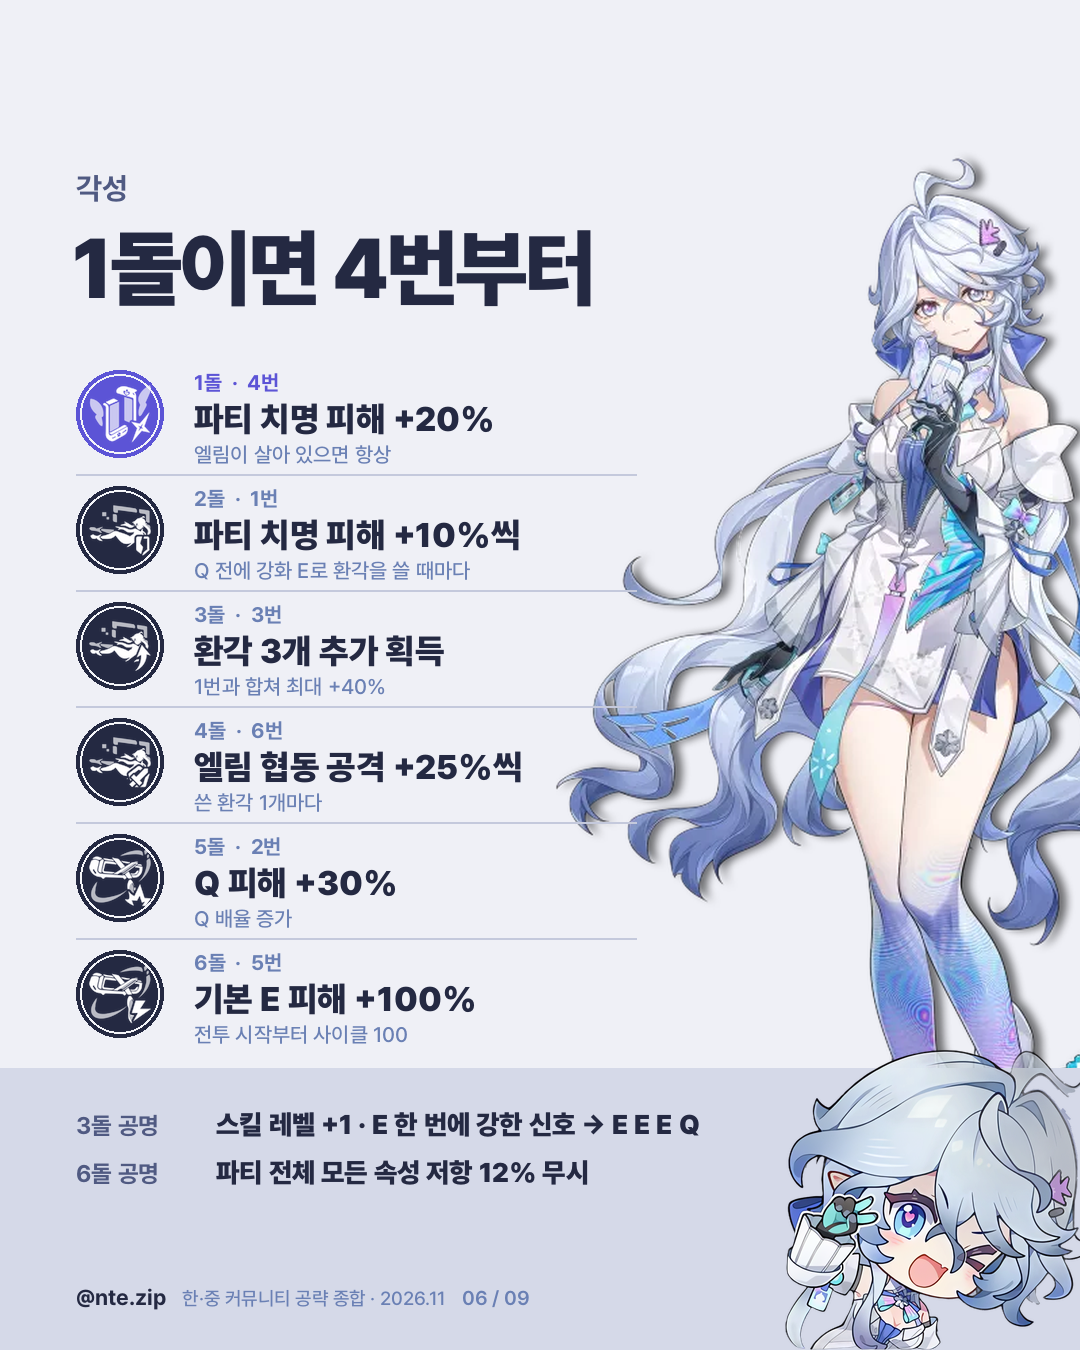 각성
1돌이면 4번부터
1돌 · 4번
파티 치명 피해 +20%
엘림이 살아 있으면 항상
2돌 · 1번
파티 치명 피해 +10%씩
Q 전에 강화 E로 환각을 쓸 때마다
3돌 · 3번
환각 3개 추가 획득
1번과 합쳐 최대 +40%
4돌 · 6번
엘림 협동 공격 +25%씩
쓴 환각 1개마다
5돌 · 2번
Q 피해 +30%
Q 배율 증가
6돌 · 5번
기본 E 피해 +100%
전투 시작부터 사이클 100
3돌 공명 스킬 레벨 +1 · E 한 번에 강한 신호 → E E E Q
6돌 공명 파티 전체 모든 속성 저항 12% 무시
@nte.zip 한·중 커뮤니티 공략 종합 · 2026.11 06 / 09